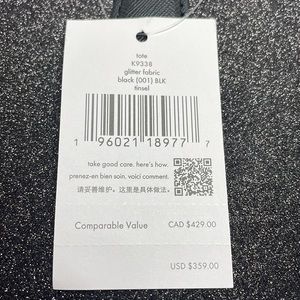 tote
K9338
glitter fabric
black (001) BLK
tinsel
1 96021 18977 7
take good care. here's how.
prenez-en bien soin. voici comment.
请妥善维护。这里是具体做法。
Comparable Value CAD $429.00
USD $359.00